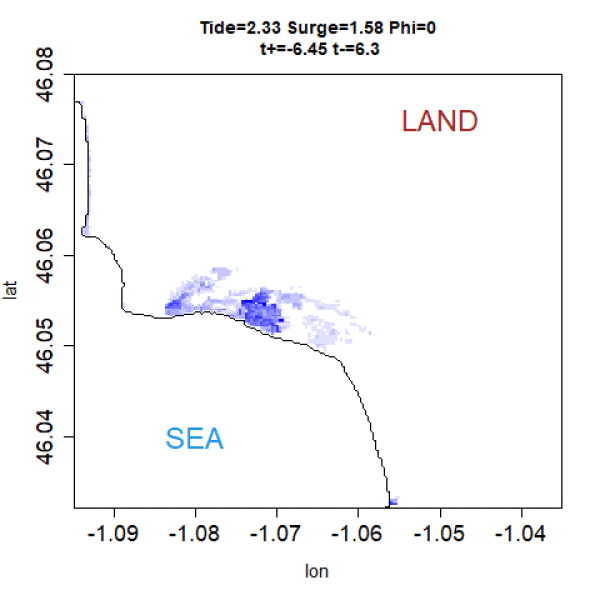 Tide=2.33 Surge=1.58 Phi=0
t+=-6.45 t-=6.3
46.08
46.07
46.06
46.05
46.04
lat
LAND
SEA
-1.09 -1.08 -1.07 -1.06 -1.05 -1.04
lon